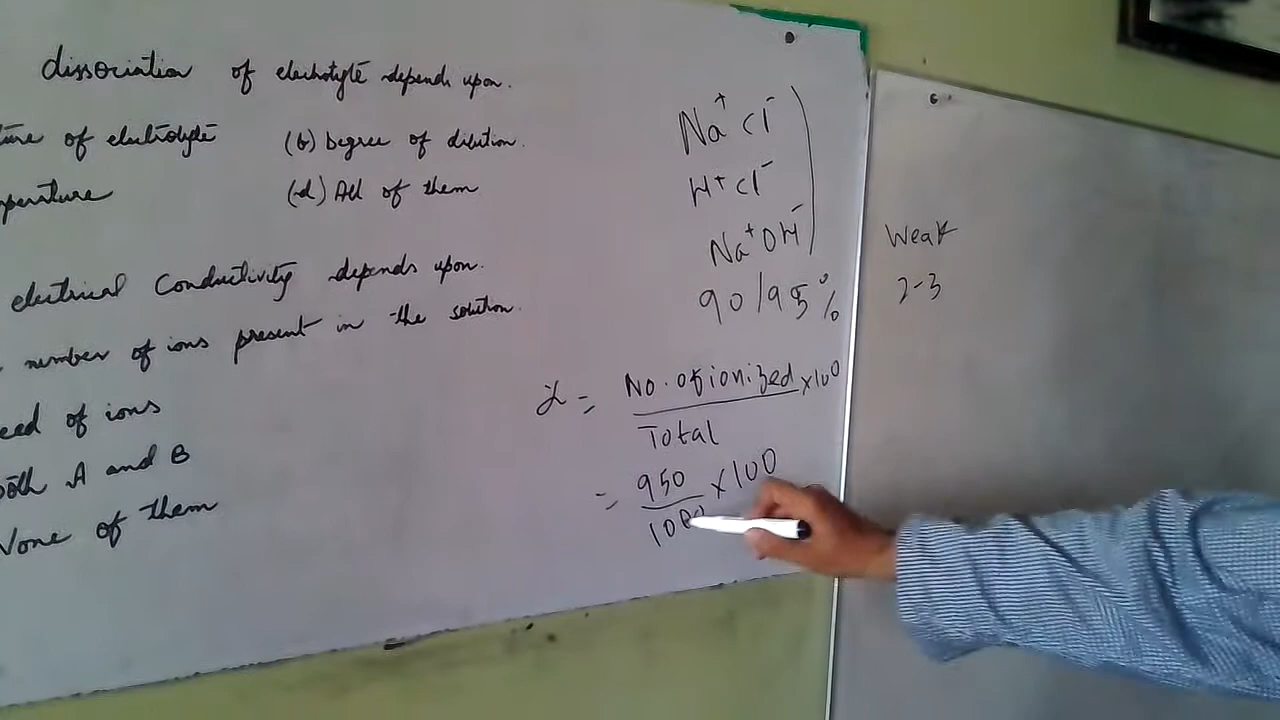 dissociation of electrolyte depends upon.
ture of electrolyte (b) Degree of dilution.
perature (d) All of them
electrical Conductivity depends upon.
number of ions present in the solution.
eed of ions
both A and B
None of them
Na⁺Cl⁻
H⁺Cl⁻
Na⁺OH⁻
90/95%
α = No. of ionized/Total ×100
= 950/1000 ×100
Weak
2-3